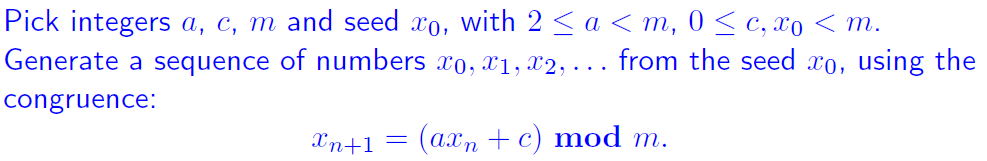 Pick integers a, c, m and seed x₀, with 2 ≤ a < m, 0 ≤ c, x₀ < m.
Generate a sequence of numbers x₀, x₁, x₂, . . . from the seed x₀, using the
congruence:
xₙ₊₁ = (axₙ + c) mod m.